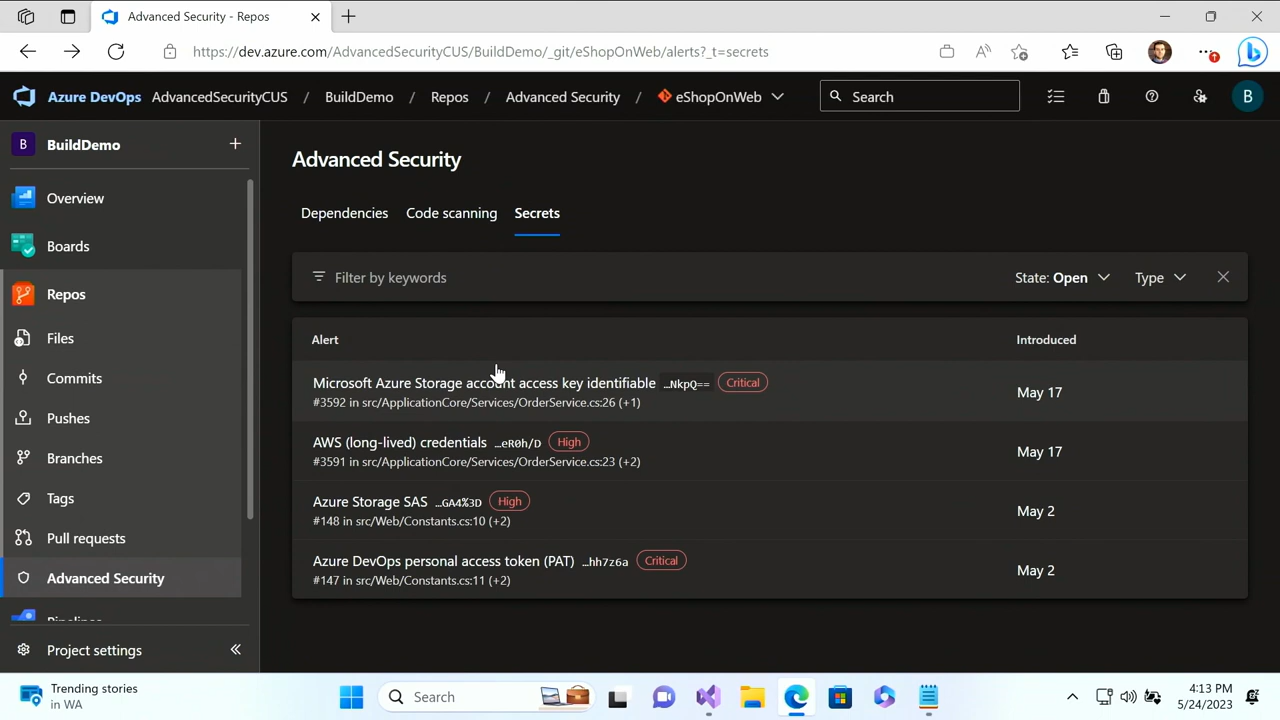 Advanced Security - Repos
https://dev.azure.com/AdvancedSecurityCUS/BuildDemo/_git/eShopOnWeb/alerts?_t=secrets
Azure DevOps AdvancedSecurityCUS / BuildDemo / Repos / Advanced Security / eShopOnWeb
Search
B
B BuildDemo
Overview
Boards
Repos
Files
Commits
Pushes
Branches
Tags
Pull requests
Advanced Security
Pipelines
Project settings
Advanced Security
Dependencies Code scanning Secrets
Filter by keywords State: Open Type
Alert Introduced
Microsoft Azure Storage account access key identifiable …NkpQ== Critical
#3592 in src/ApplicationCore/Services/OrderService.cs:26 (+1)
May 17
AWS (long-lived) credentials …eR0h/D High
#3591 in src/ApplicationCore/Services/OrderService.cs:23 (+2)
May 17
Azure Storage SAS …GA4%3D High
#148 in src/Web/Constants.cs:10 (+2)
May 2
Azure DevOps personal access token (PAT) …hh7z6a Critical
#147 in src/Web/Constants.cs:11 (+2)
May 2
Trending stories
in WA
Search
4:13 PM
5/24/2023